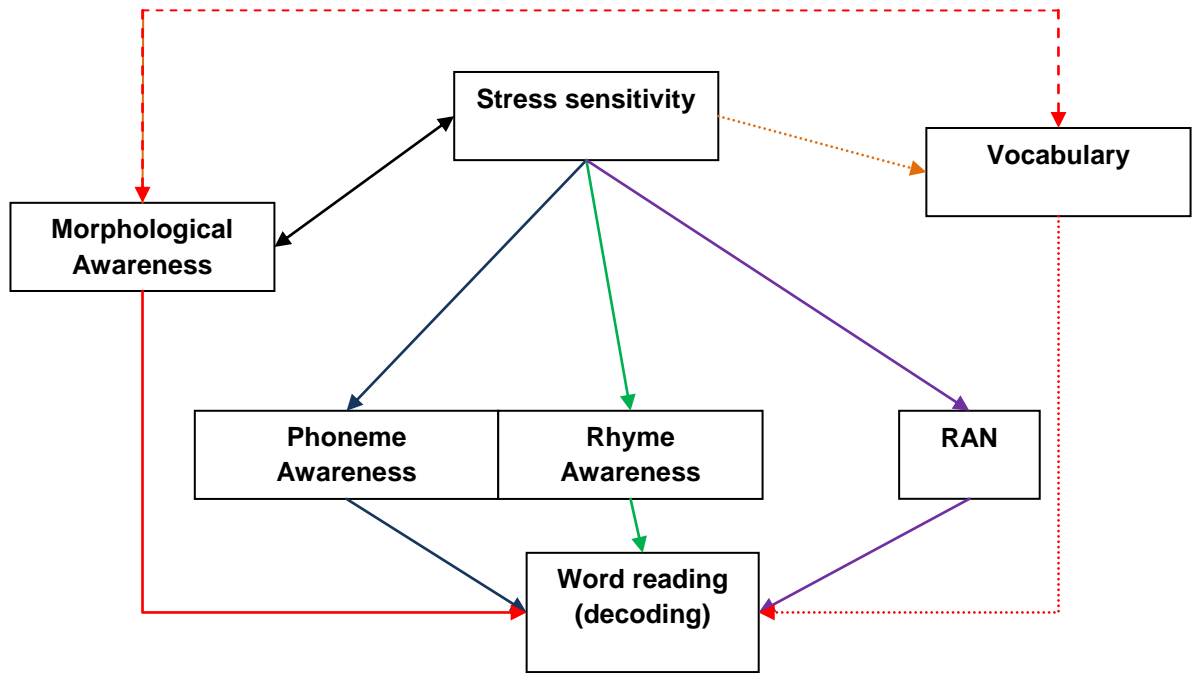 Stress sensitivity
Vocabulary
Morphological
Awareness
Phoneme
Awareness
Rhyme
Awareness
RAN
Word reading
(decoding)